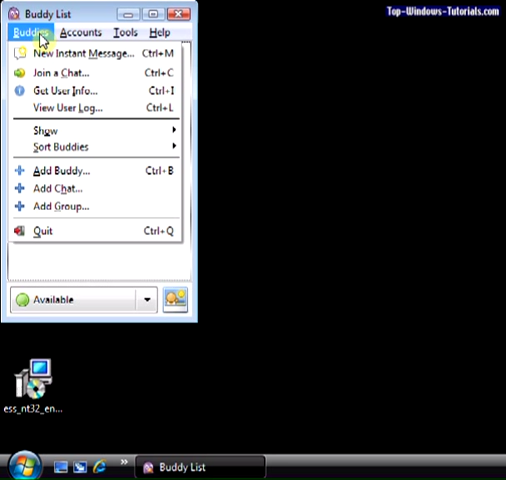 Buddy List
Top-Windows-Tutorials.com
Buddies Accounts Tools Help
New Instant Message... Ctrl+M
Join a Chat... Ctrl+C
Get User Info... Ctrl+I
View User Log... Ctrl+L
Show
Sort Buddies
Add Buddy... Ctrl+B
Add Chat...
Add Group...
Quit Ctrl+Q
Available
ess_nt32_en...
Buddy List